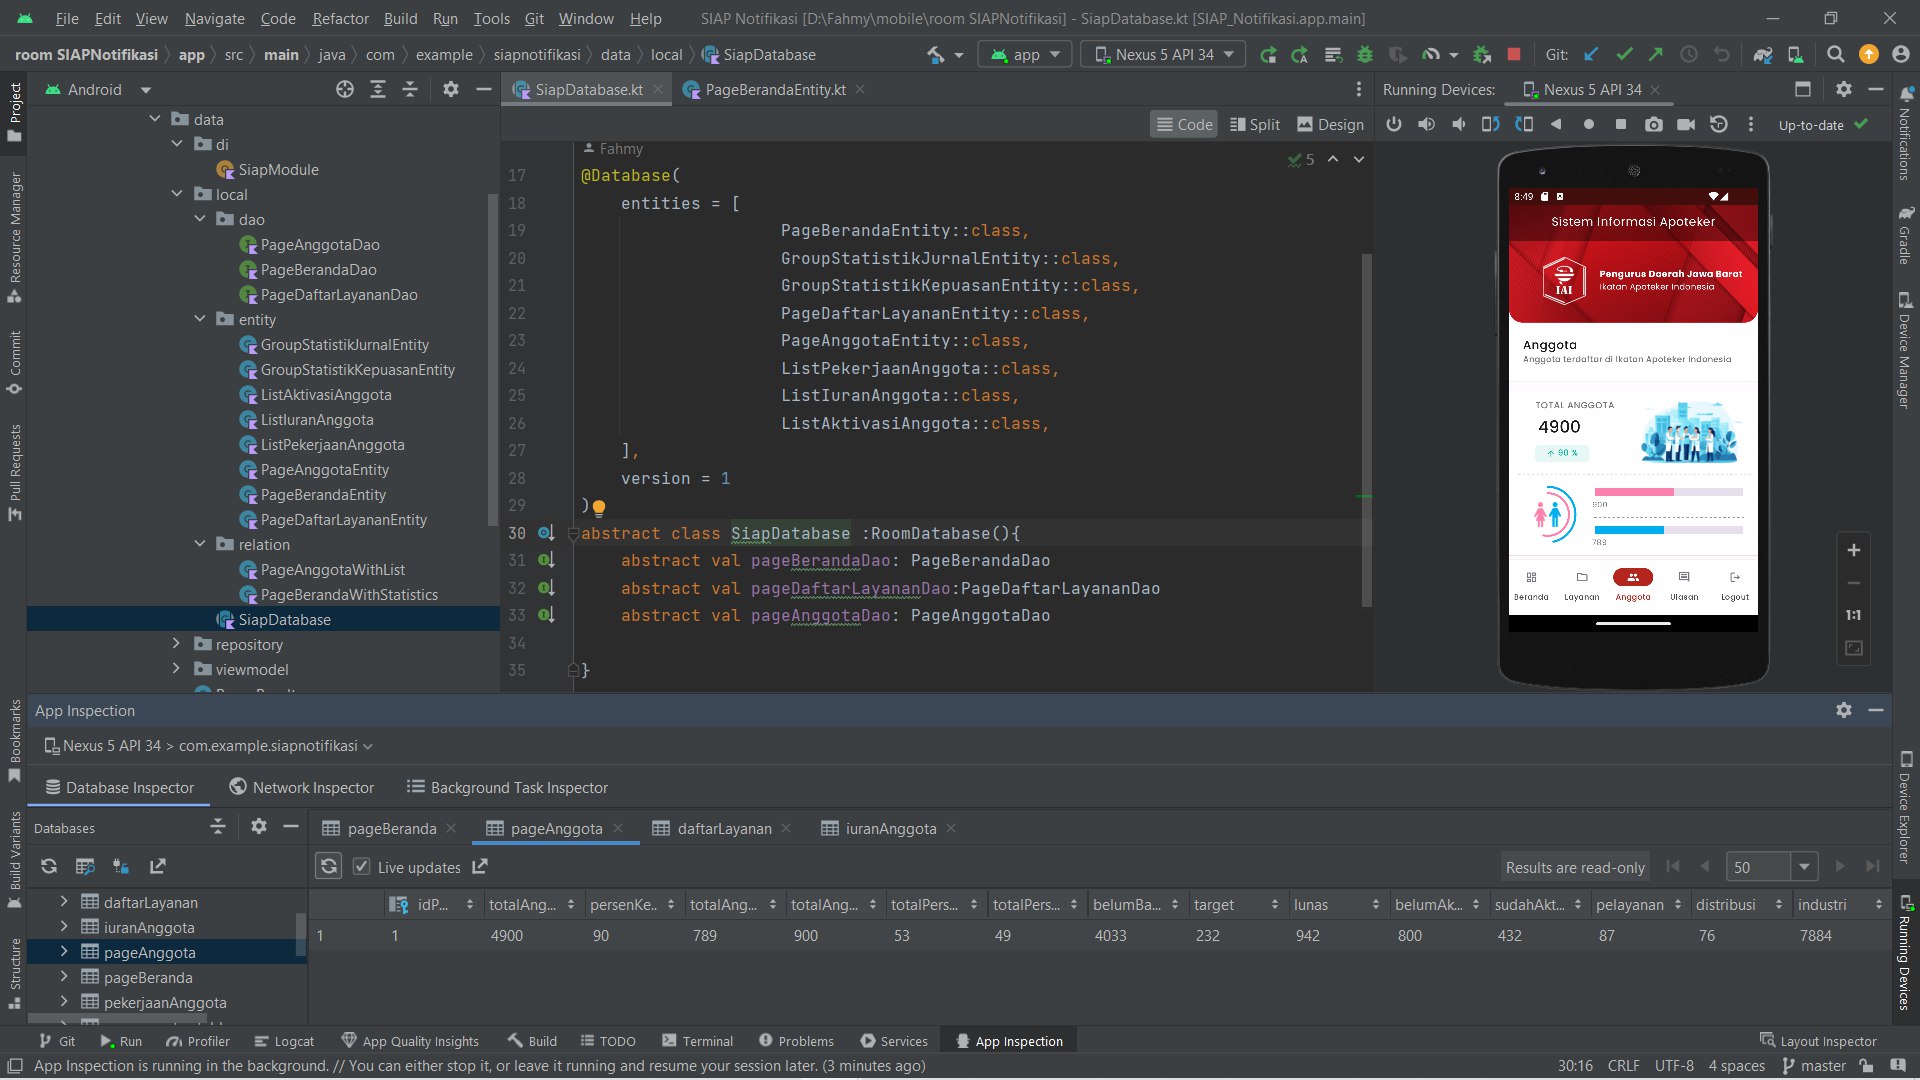 File Edit View Navigate Code Refactor Build Run Tools Git Window Help SIAP Notifikasi [D:\Fahmy\mobile\room SIAPNotifikasi] - SiapDatabase.kt [SIAP_Notifikasi.app.main]
room SIAPNotifikasi app src main java com example siapnotifikasi data local SiapDatabase app Nexus 5 API 34 Git:
Project
Resource Manager
Commit
Pull Requests
Bookmarks
Build Variants
Structure
Android
data
di
SiapModule
local
dao
PageAnggotaDao
PageBerandaDao
PageDaftarLayananDao
entity
GroupStatistikJurnalEntity
GroupStatistikKepuasanEntity
ListAktivasiAnggota
ListIuranAnggota
ListPekerjaanAnggota
PageAnggotaEntity
PageBerandaEntity
PageDaftarLayananEntity
relation
PageAnggotaWithList
PageBerandaWithStatistics
SiapDatabase
repository
viewmodel
SiapDatabase.kt PageBerandaEntity.kt
Code Split Design
Fahmy
5
17 @Database(
18 entities = [
19 PageBerandaEntity::class,
20 GroupStatistikJurnalEntity::class,
21 GroupStatistikKepuasanEntity::class,
22 PageDaftarLayananEntity::class,
23 PageAnggotaEntity::class,
24 ListPekerjaanAnggota::class,
25 ListIuranAnggota::class,
26 ListAktivasiAnggota::class,
27 ],
28 version = 1
29 )
30 abstract class SiapDatabase :RoomDatabase(){
31 abstract val pageBerandaDao: PageBerandaDao
32 abstract val pageDaftarLayananDao:PageDaftarLayananDao
33 abstract val pageAnggotaDao: PageAnggotaDao
34
35 }
Running Devices: Nexus 5 API 34
Up-to-date
8:49
Sistem Informasi Apoteker
IAI
Pengurus Daerah Jawa Barat
Ikatan Apoteker Indonesia
Anggota
Anggota terdaftar di Ikatan Apoteker Indonesia
TOTAL ANGGOTA
4900
↑ 90 %
900
789
Beranda Layanan Anggota Ulasan Logout
1:1
Notifications
Gradle
Device Manager
Device Explorer
Running Devices
App Inspection
Nexus 5 API 34 > com.example.siapnotifikasi
Database Inspector Network Inspector Background Task Inspector
Databases
daftarLayanan
iuranAnggota
pageAnggota
pageBeranda
pekerjaanAnggota
pageBeranda pageAnggota daftarLayanan iuranAnggota
Live updates Results are read-only 50
idP... totalAng... persenKe... totalAng... totalAng... totalPers... totalPers... belumBa... target lunas belumAk... sudahAkt... pelayanan distribusi industri
1 1 4900 90 789 900 53 49 4033 232 942 800 432 87 76 7884
Git Run Profiler Logcat App Quality Insights Build TODO Terminal Problems Services App Inspection Layout Inspector
App Inspection is running in the background. // You can either stop it, or leave it running and resume your session later. (3 minutes ago) 30:16 CRLF UTF-8 4 spaces master